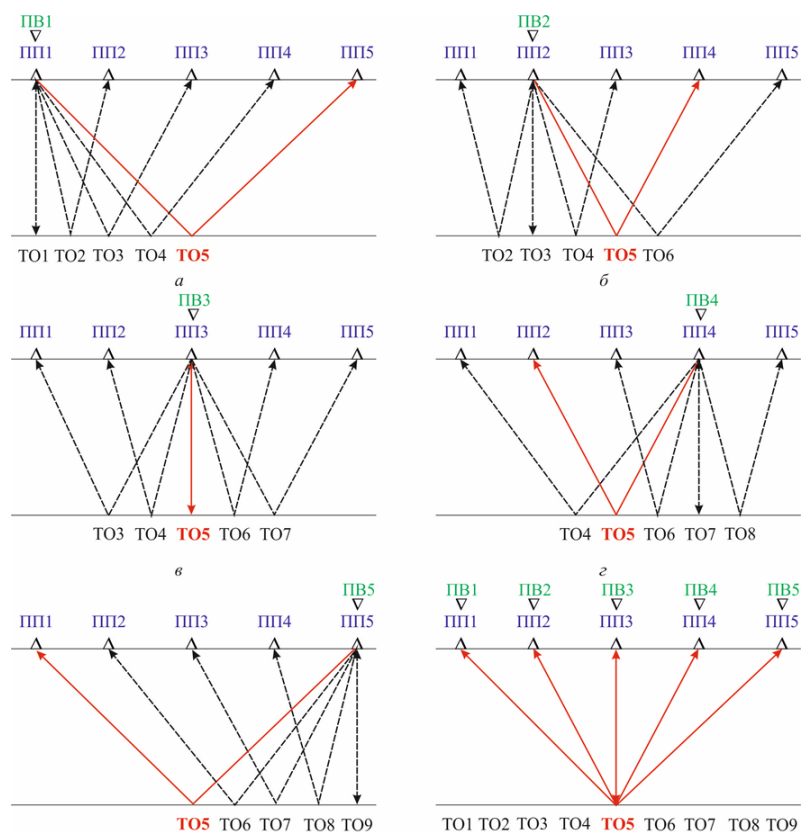 ПВ1
ПП1 ПП2 ПП3 ПП4 ПП5
ТО1 ТО2 ТО3 ТО4 ТО5
а
ПВ2
ПП1 ПП2 ПП3 ПП4 ПП5
ТО2 ТО3 ТО4 ТО5 ТО6
б
ПВ3
ПП1 ПП2 ПП3 ПП4 ПП5
ТО3 ТО4 ТО5 ТО6 ТО7
в
ПВ4
ПП1 ПП2 ПП3 ПП4 ПП5
ТО4 ТО5 ТО6 ТО7 ТО8
г
ПВ5
ПП1 ПП2 ПП3 ПП4 ПП5
ТО5 ТО6 ТО7 ТО8 ТО9
ПВ1 ПВ2 ПВ3 ПВ4 ПВ5
ПП1 ПП2 ПП3 ПП4 ПП5
ТО1 ТО2 ТО3 ТО4 ТО5 ТО6 ТО7 ТО8 ТО9